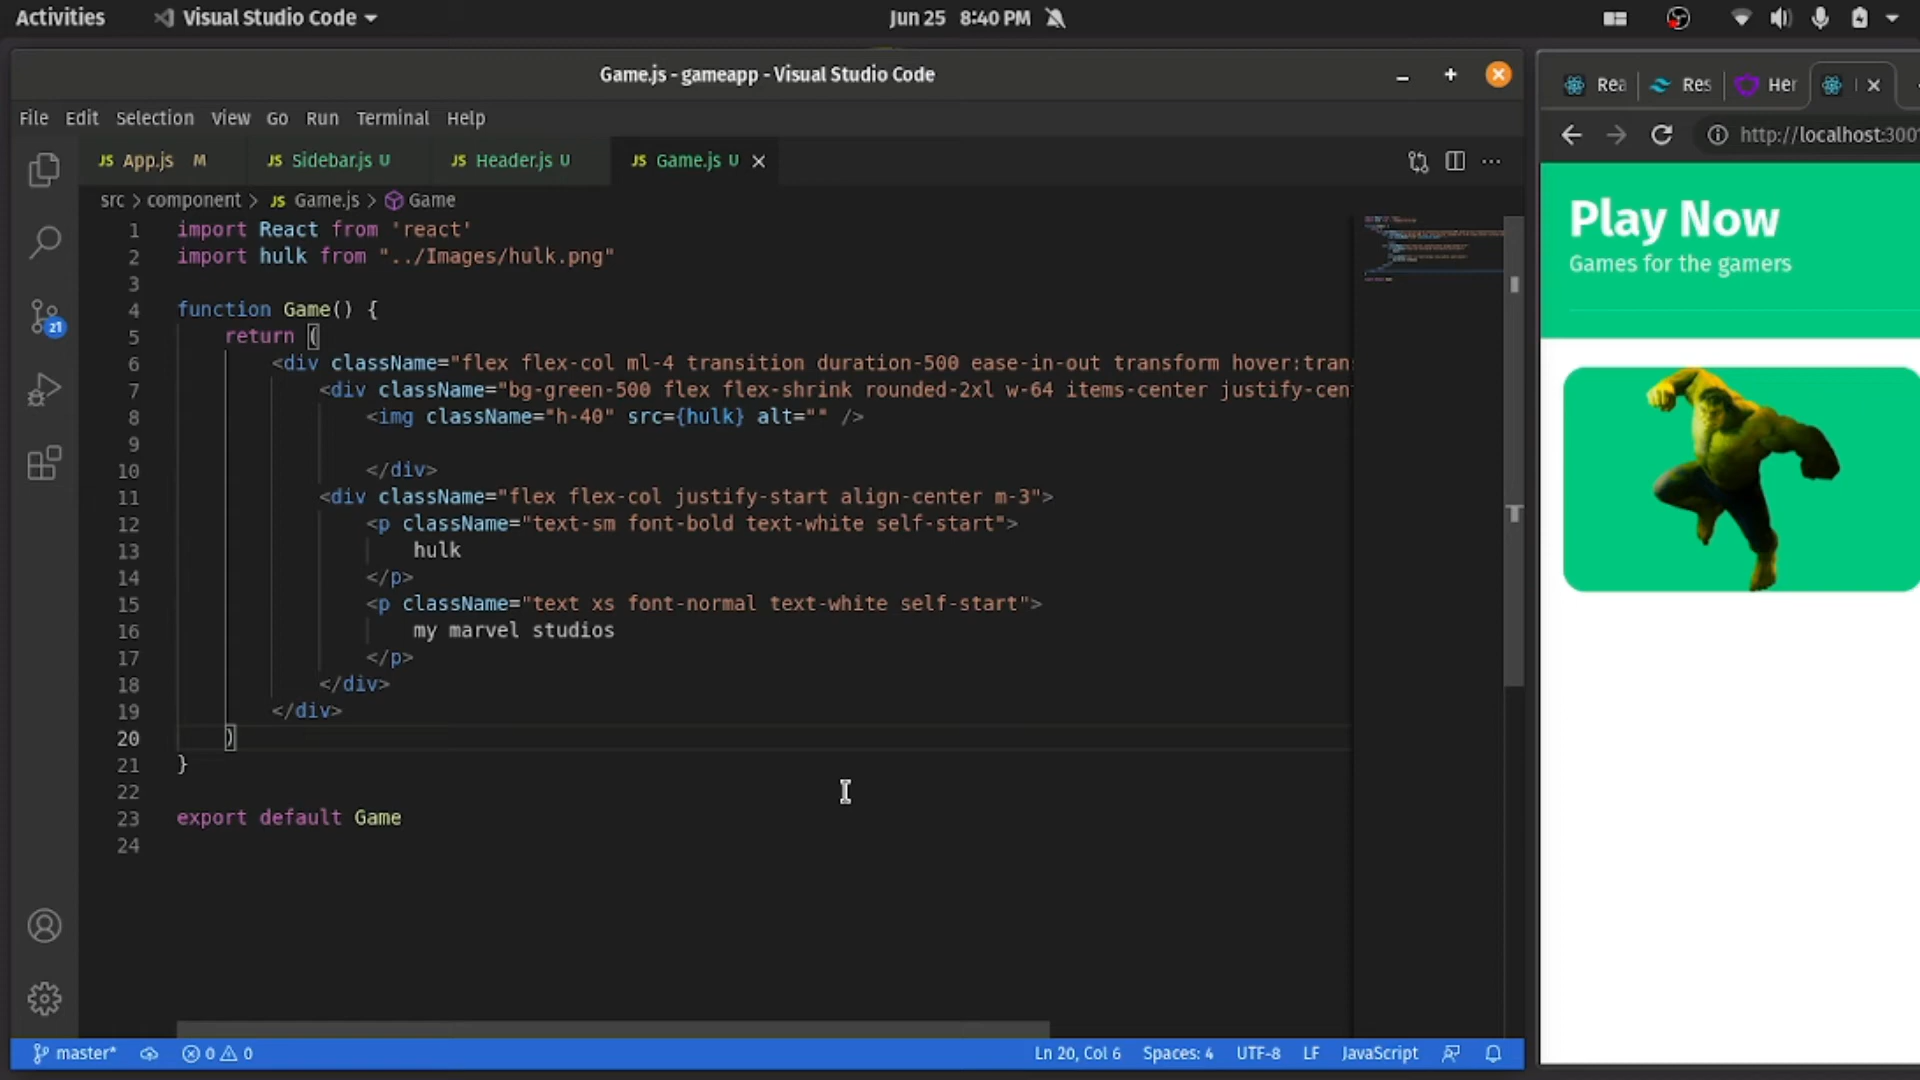 Activities
Visual Studio Code
Jun 25 8:40 PM
Game.js - gameapp - Visual Studio Code
File Edit Selection View Go Run Terminal Help
JS App.js M
JS Sidebar.js U
JS Header.js U
JS Game.js U
src > component > JS Game.js > Game
1 import React from 'react'
2 import hulk from "../Images/hulk.png"
3
4 function Game() {
5 return (
6 <div className="flex flex-col ml-4 transition duration-500 ease-in-out transform hover:tran
7 <div className="bg-green-500 flex flex-shrink rounded-2xl w-64 items-center justify-cen
8 <img className="h-40" src={hulk} alt="" />
9
10 </div>
11 <div className="flex flex-col justify-start align-center m-3">
12 <p className="text-sm font-bold text-white self-start">
13 hulk
14 </p>
15 <p className="text xs font-normal text-white self-start">
16 my marvel studios
17 </p>
18 </div>
19 </div>
20 )
21 }
22
23 export default Game
24
21
master* 0 0
Ln 20, Col 6 Spaces: 4 UTF-8 LF JavaScript
Rea Res Her
http://localhost:300
Play Now
Games for the gamers